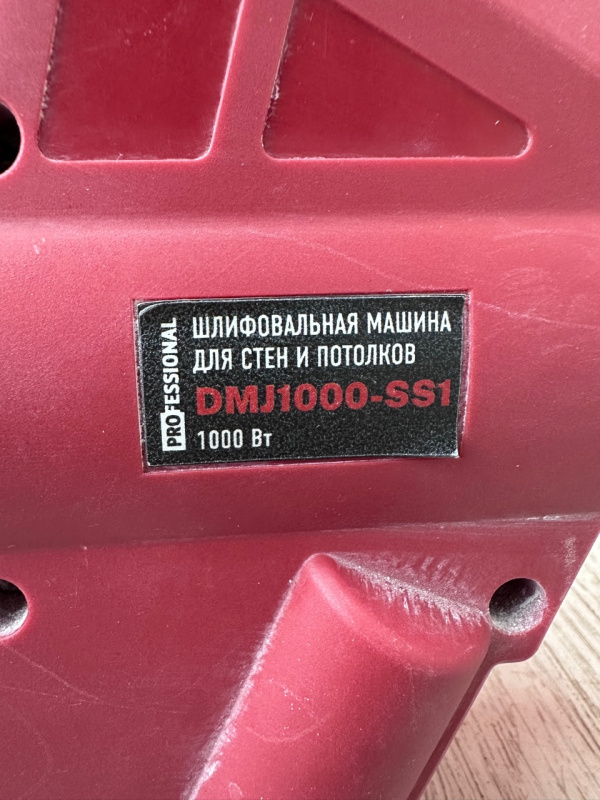 PROFESSIONAL
ШЛИФОВАЛЬНАЯ МАШИНА
ДЛЯ СТЕН И ПОТОЛКОВ
DMJ1000-SS1
1000 Вт